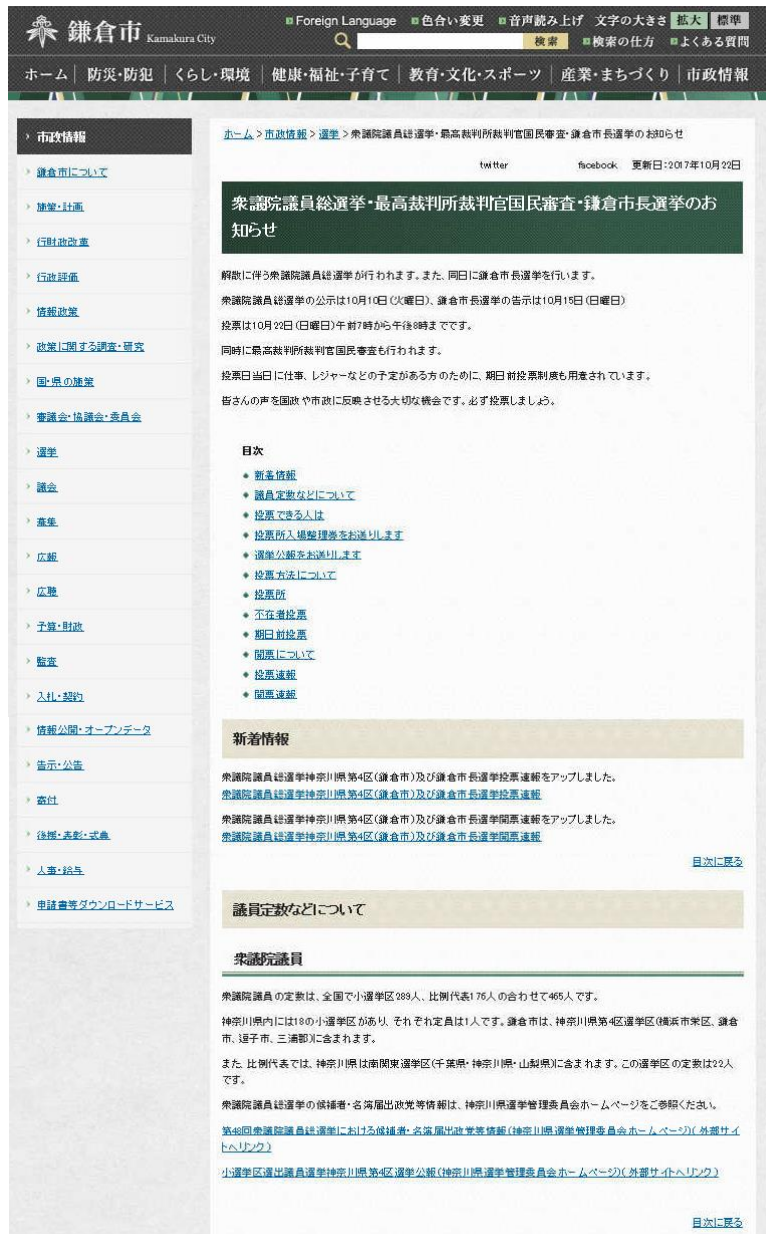 鎌倉市 Kamakura City
Foreign Language 色合い変更 音声読み上げ 文字の大きさ 拡大 標準
検索 検索の仕方 よくある質問
ホーム 防災・防犯 くらし・環境 健康・福祉・子育て 教育・文化・スポーツ 産業・まちづくり 市政情報
市政情報
鎌倉市について
施策・計画
行財政改革
行政評価
情報政策
政策に関する調査・研究
国・県の施策
審議会・協議会・委員会
選挙
議会
募集
広報
広聴
予算・財政
監査
入札・契約
情報公開・オープンデータ
告示・公告
寄付
後援・表彰・式典
人事・給与
申請書等ダウンロードサービス
ホーム > 市政情報 > 選挙 > 衆議院議員総選挙・最高裁判所裁判官国民審査・鎌倉市長選挙のお知らせ
twitter facebook 更新日:2017年10月22日
衆議院議員総選挙・最高裁判所裁判官国民審査・鎌倉市長選挙のお
知らせ
解散に伴う衆議院議員総選挙が行われます。また、同日に鎌倉市長選挙を行います。
衆議院議員総選挙の公示は10月10日(火曜日)、鎌倉市長選挙の告示は10月15日(日曜日)
投票は10月22日(日曜日)午前7時から午後8時までです。
同時に最高裁判所裁判官国民審査も行われます。
投票日当日に仕事、レジャーなどの予定がある方のために、期日前投票制度も用意されています。
皆さんの声を国政や市政に反映させる大切な機会です。必ず投票しましょう。
目次
新着情報
議員定数などについて
投票できる人は
投票所入場整理券をお送りします
選挙公報をお送りします
投票方法について
投票所
不在者投票
期日前投票
開票について
投票速報
開票速報
新着情報
衆議院議員総選挙神奈川県第4区(鎌倉市)及び鎌倉市長選挙投票速報をアップしました。
衆議院議員総選挙神奈川県第4区(鎌倉市)及び鎌倉市長選挙投票速報
衆議院議員総選挙神奈川県第4区(鎌倉市)及び鎌倉市長選挙開票速報をアップしました。
衆議院議員総選挙神奈川県第4区(鎌倉市)及び鎌倉市長選挙開票速報
目次に戻る
議員定数などについて
衆議院議員
衆議院議員の定数は、全国で小選挙区289人、比例代表176人の合わせて465人です。
神奈川県内には18の小選挙区があり、それぞれ定員は1人です。鎌倉市は、神奈川県第4区選挙区(横浜市栄区、鎌倉
市、逗子市、三浦郡)に含まれます。
また、比例代表では、神奈川県は南関東選挙区(千葉県・神奈川県・山梨県)に含まれます。この選挙区の定数は22人
です。
衆議院議員総選挙の候補者・名簿届出政党等情報は、神奈川県選挙管理委員会ホームページをご参照ください。
第48回衆議院議員総選挙における候補者・名簿届出政党等情報(神奈川県選挙管理委員会ホームページ)(外部サイ
トへリンク)
小選挙区選出議員選挙神奈川県第4区選挙公報(神奈川県選挙管理委員会ホームページ)(外部サイトへリンク)
目次に戻る